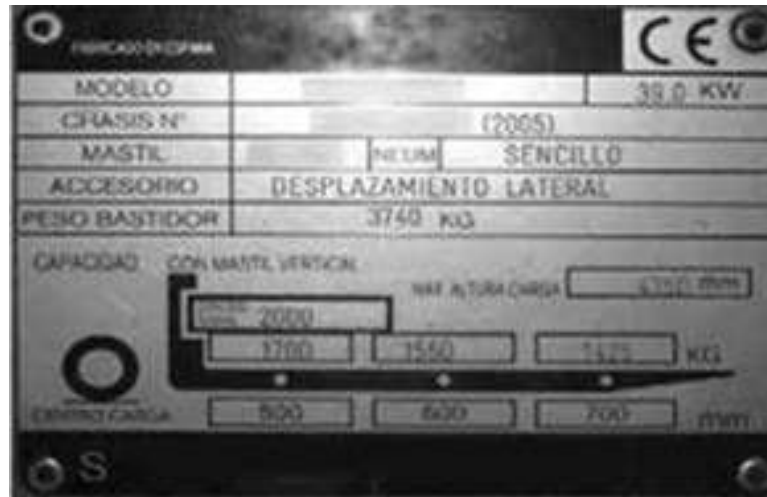 FABRICADO EN ESPAÑA
CE
MODELO 39.0 KW
CHASIS Nº (2005)
MASTIL NEUM SENCILLO
ACCESORIO DESPLAZAMIENTO LATERAL
PESO BASTIDOR 3740 KG
CAPACIDAD CON MASTIL VERTICAL
MAX. ALTURA CARGA mm
2000
1700 1550 KG
CENTRO CARGA 600 700 mm
S